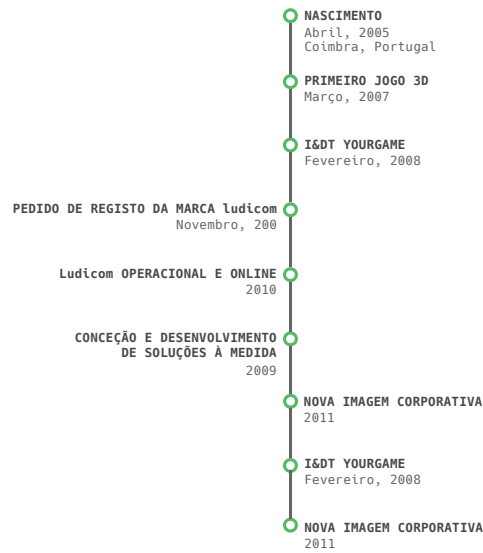 NASCIMENTO
Abril, 2005
Coimbra, Portugal
PRIMEIRO JOGO 3D
Março, 2007
I&DT YOURGAME
Fevereiro, 2008
PEDIDO DE REGISTO DA MARCA ludicom
Novembro, 200
Ludicom OPERACIONAL E ONLINE
2010
CONCEÇÃO E DESENVOLVIMENTO
DE SOLUÇÕES À MEDIDA
2009
NOVA IMAGEM CORPORATIVA
2011
I&DT YOURGAME
Fevereiro, 2008
NOVA IMAGEM CORPORATIVA
2011